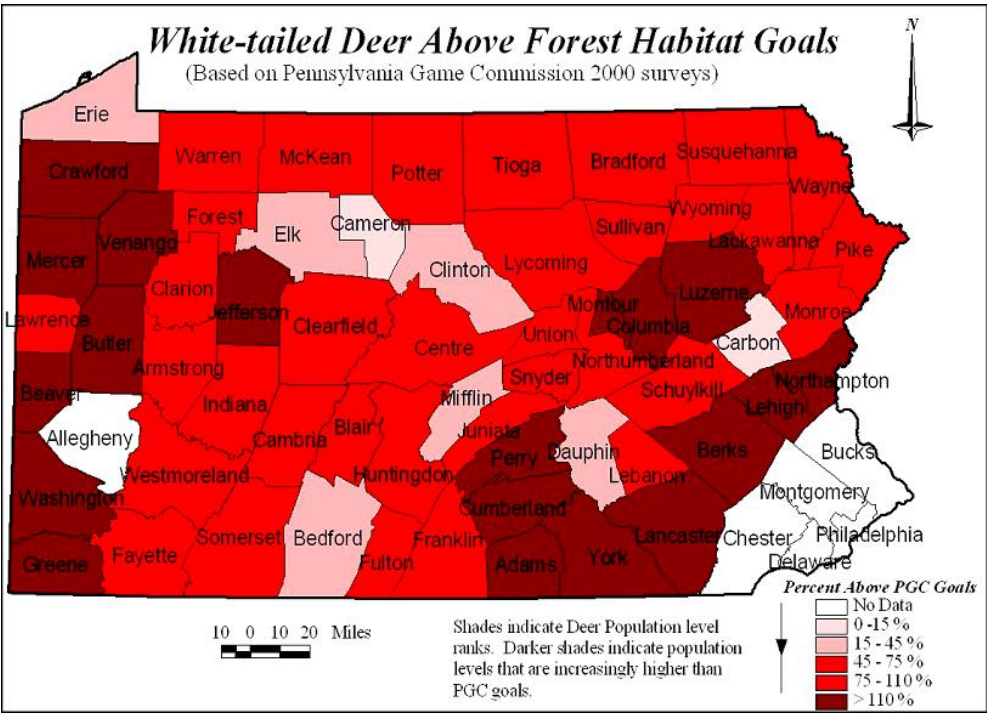 White-tailed Deer Above Forest Habitat Goals
(Based on Pennsylvania Game Commission 2000 surveys)
N
Erie
Crawford
Warren
McKean
Potter
Tioga
Bradford
Susquehanna
Wayne
Forest
Elk
Cameron
Clinton
Lycoming
Sullivan
Wyoming
Lackawanna
Pike
Mercer
Venango
Clarion
Jefferson
Clearfield
Centre
Union
Montour
Columbia
Luzerne
Monroe
Carbon
Lawrence
Butler
Armstrong
Indiana
Cambria
Blair
Mifflin
Snyder
Northumberland
Schuylkill
Northampton
Lehigh
Beaver
Allegheny
Westmoreland
Huntingdon
Juniata
Perry
Dauphin
Lebanon
Berks
Bucks
Montgomery
Washington
Greene
Fayette
Somerset
Bedford
Fulton
Franklin
Cumberland
Adams
York
Lancaster
Chester
Philadelphia
Delaware
Percent Above PGC Goals
No Data
0 -15 %
15 - 45 %
45 - 75 %
75 - 110 %
> 110 %
10 0 10 20 Miles
Shades indicate Deer Population level
ranks. Darker shades indicate population
levels that are increasingly higher than
PGC goals.